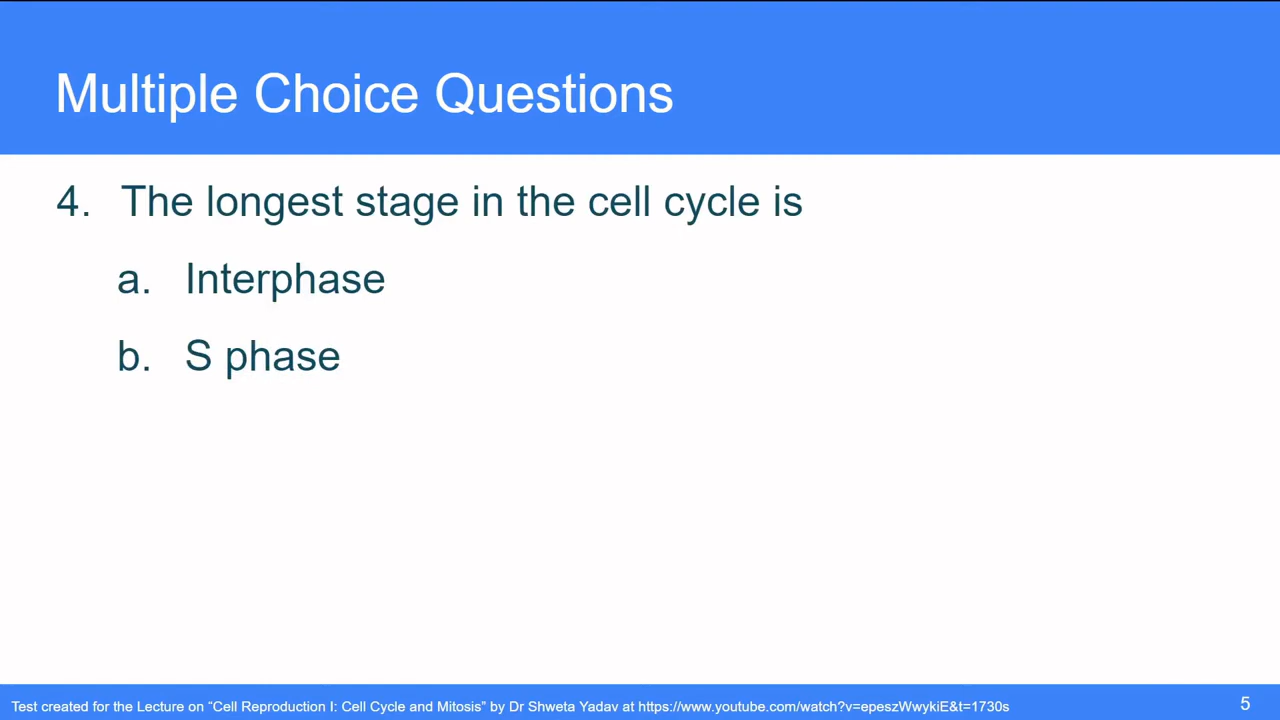 Multiple Choice Questions
4. The longest stage in the cell cycle is
a. Interphase
b. S phase
Test created for the Lecture on “Cell Reproduction I: Cell Cycle and Mitosis” by Dr Shweta Yadav at https://www.youtube.com/watch?v=epeszWwykiE&t=1730s
5